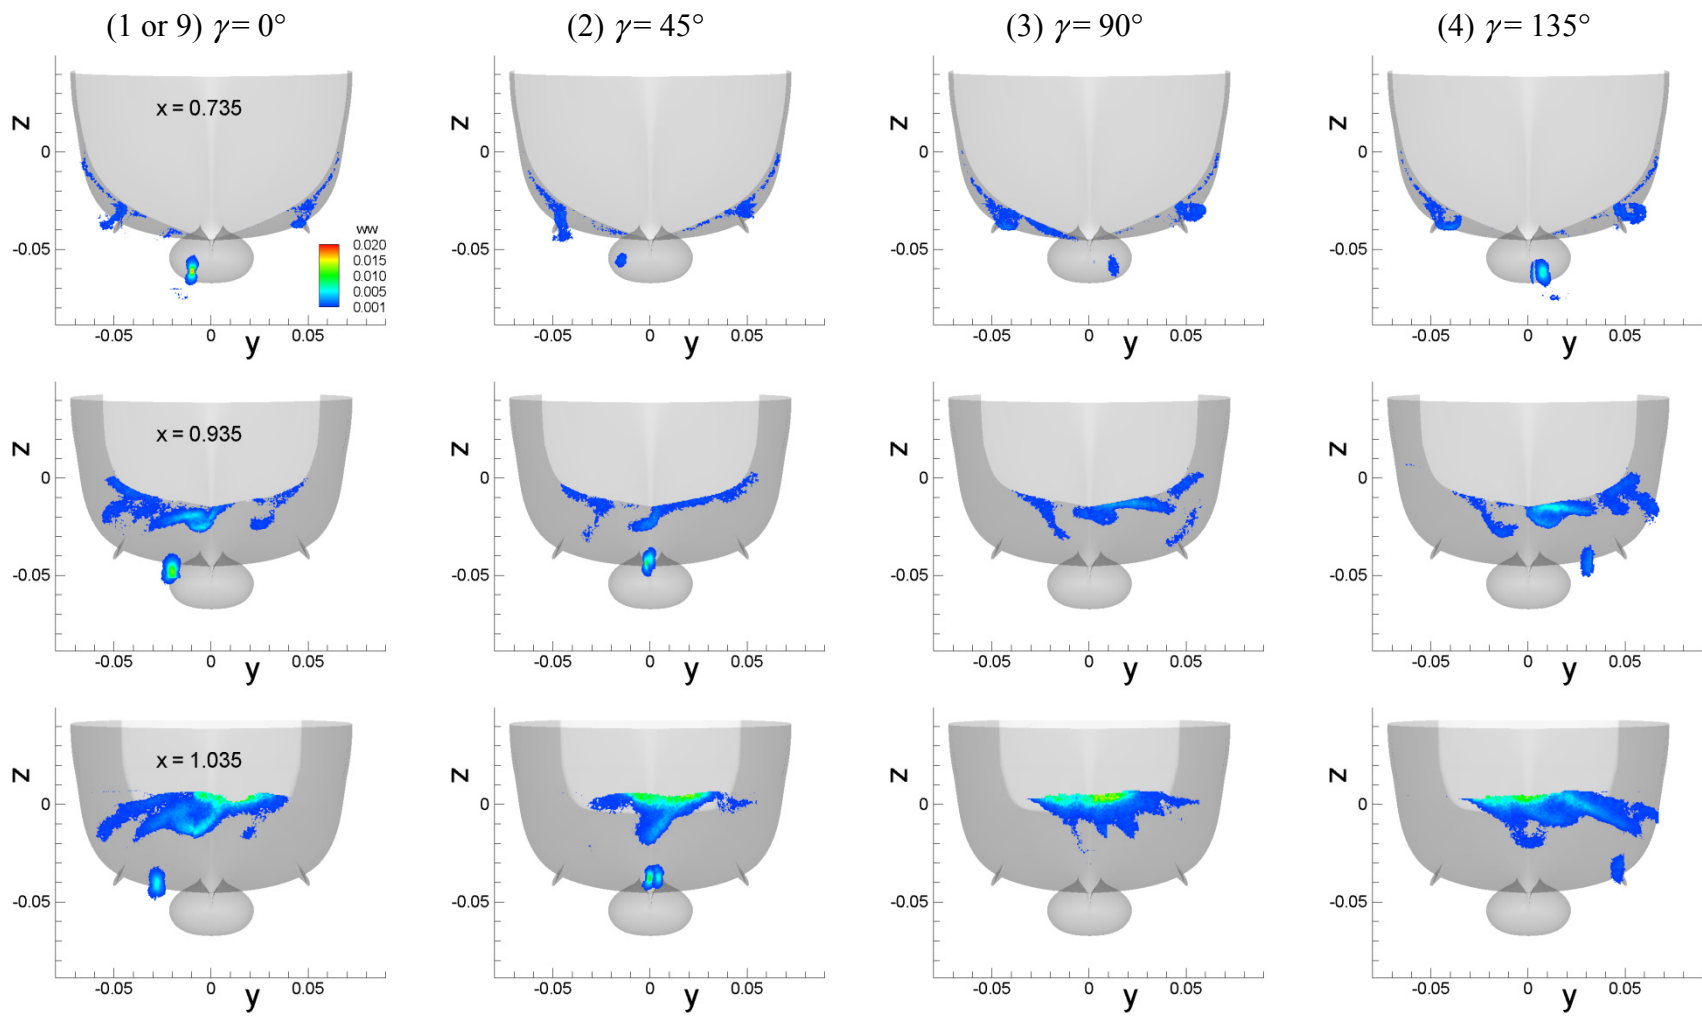 (1 or 9) γ = 0° (2) γ = 45° (3) γ = 90° (4) γ = 135°
x = 0.735
z z z z
0 0 0 0
-0.05 -0.05 -0.05 -0.05
ww
0.020
0.015
0.010
0.005
0.001
-0.05 0 y 0.05 -0.05 0 y 0.05 -0.05 0 y 0.05 -0.05 0 y 0.05
x = 0.935
z z z z
0 0 0 0
-0.05 -0.05 -0.05 -0.05
-0.05 0 y 0.05 -0.05 0 y 0.05 -0.05 0 y 0.05 -0.05 0 y 0.05
x = 1.035
z z z z
0 0 0 0
-0.05 -0.05 -0.05 -0.05
-0.05 0 y 0.05 -0.05 0 y 0.05 -0.05 0 y 0.05 -0.05 0 y 0.05